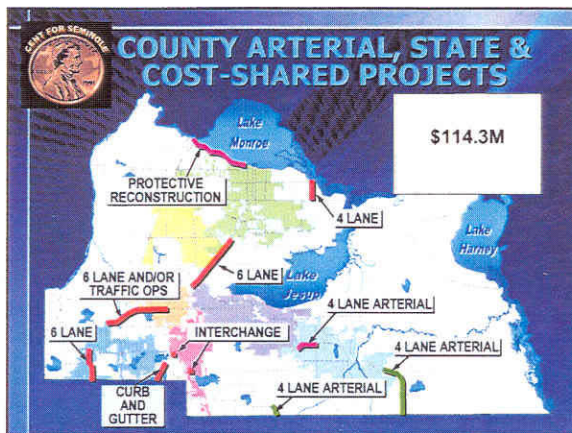 CENT FOR SEMINOLE
COUNTY ARTERIAL, STATE &
COST-SHARED PROJECTS
$114.3M
Lake
Monroe
PROTECTIVE
RECONSTRUCTION
4 LANE
Lake
Harney
6 LANE AND/OR
TRAFFIC OPS
6 LANE
Lake
Jesup
4 LANE ARTERIAL
6 LANE
INTERCHANGE
4 LANE ARTERIAL
CURB
AND
GUTTER
4 LANE ARTERIAL